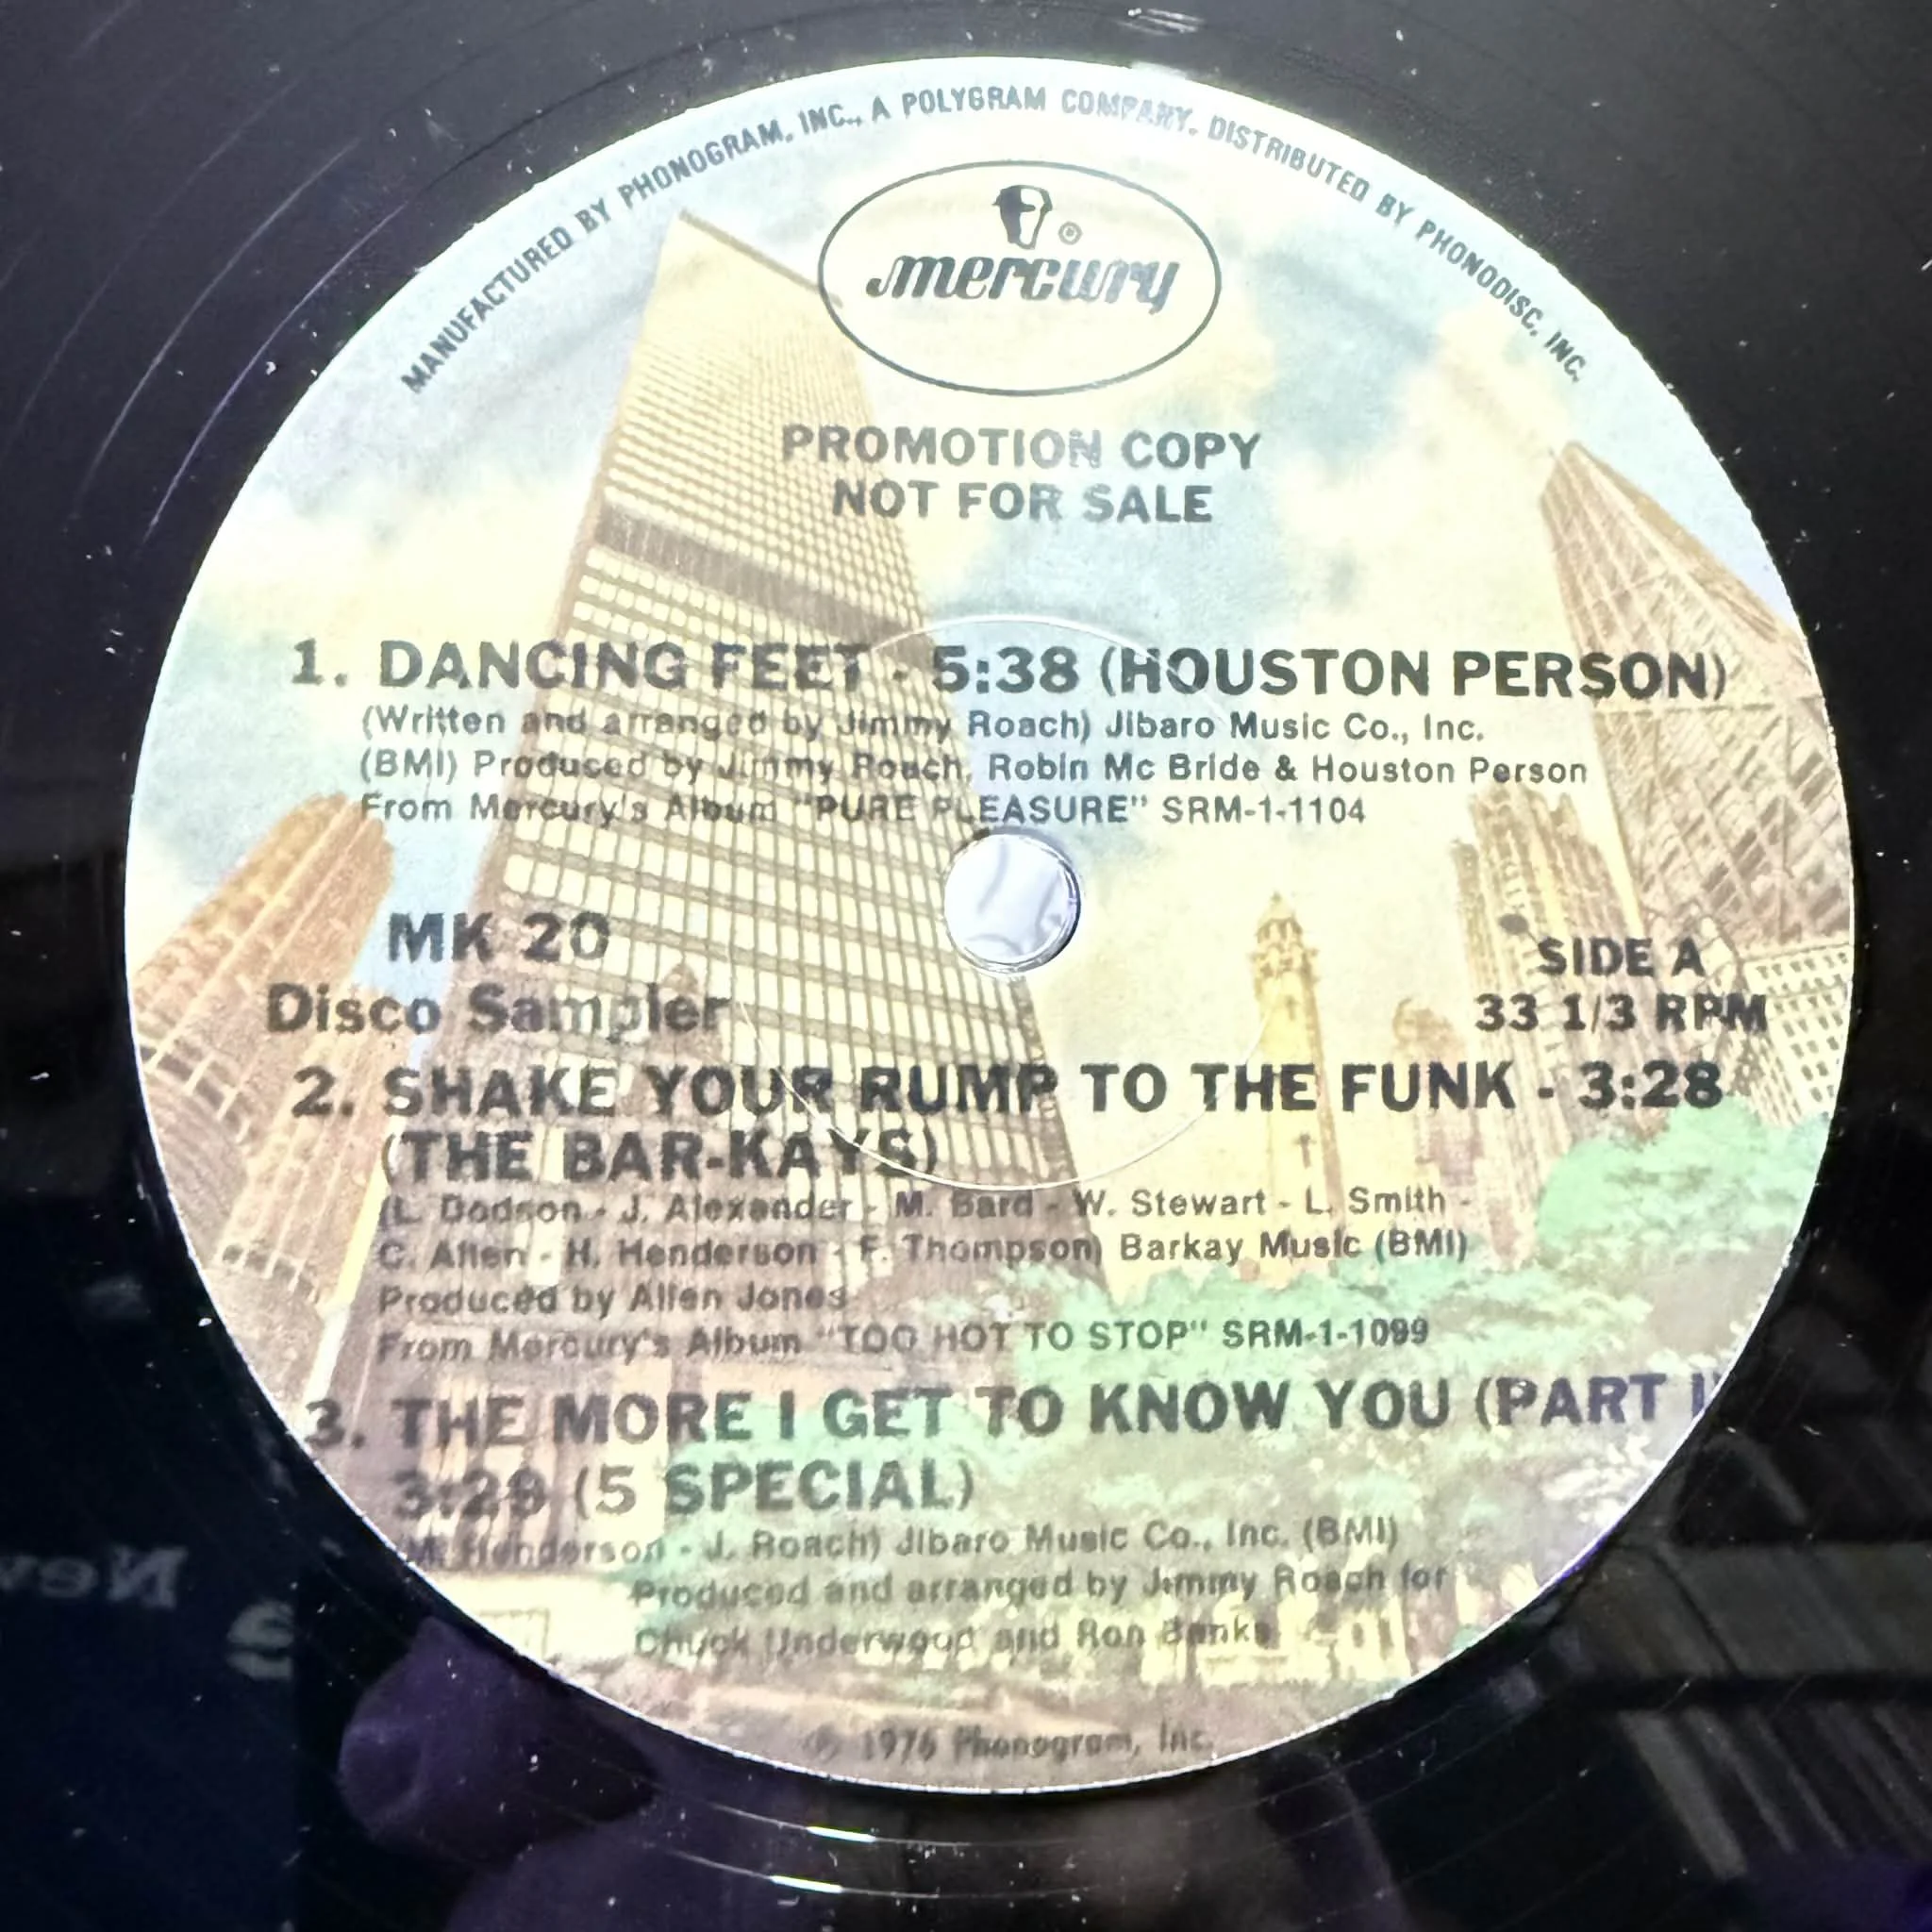 MANUFACTURED BY PHONOGRAM, INC., A POLYGRAM COMPANY. DISTRIBUTED BY PHONODISC, INC.
mercury ®
PROMOTION COPY
NOT FOR SALE
1. DANCING FEET - 5:38 (HOUSTON PERSON)
(Written and arranged by Jimmy Roach) Jibaro Music Co., Inc.
(BMI) Produced by Jimmy Roach, Robin Mc Bride & Houston Person
From Mercury's Album "PURE PLEASURE" SRM-1-1104
MK 20
Disco Sampler
SIDE A
33 1/3 RPM
2. SHAKE YOUR RUMP TO THE FUNK - 3:28
(THE BAR-KAYS)
(L. Dodson - J. Alexander - M. Bard - W. Stewart - L. Smith -
C. Allen - H. Henderson - F. Thompson) Barkay Music (BMI)
Produced by Allen Jones
From Mercury's Album "TOO HOT TO STOP" SRM-1-1099
3. THE MORE I GET TO KNOW YOU (PART I
3:28 (5 SPECIAL)
Henderson - J. Roach) Jibaro Music Co., Inc. (BMI)
Produced and arranged by Jimmy Roach for
Chuck Underwood and Ron Banks
℗ 1976 Phonogram, Inc.